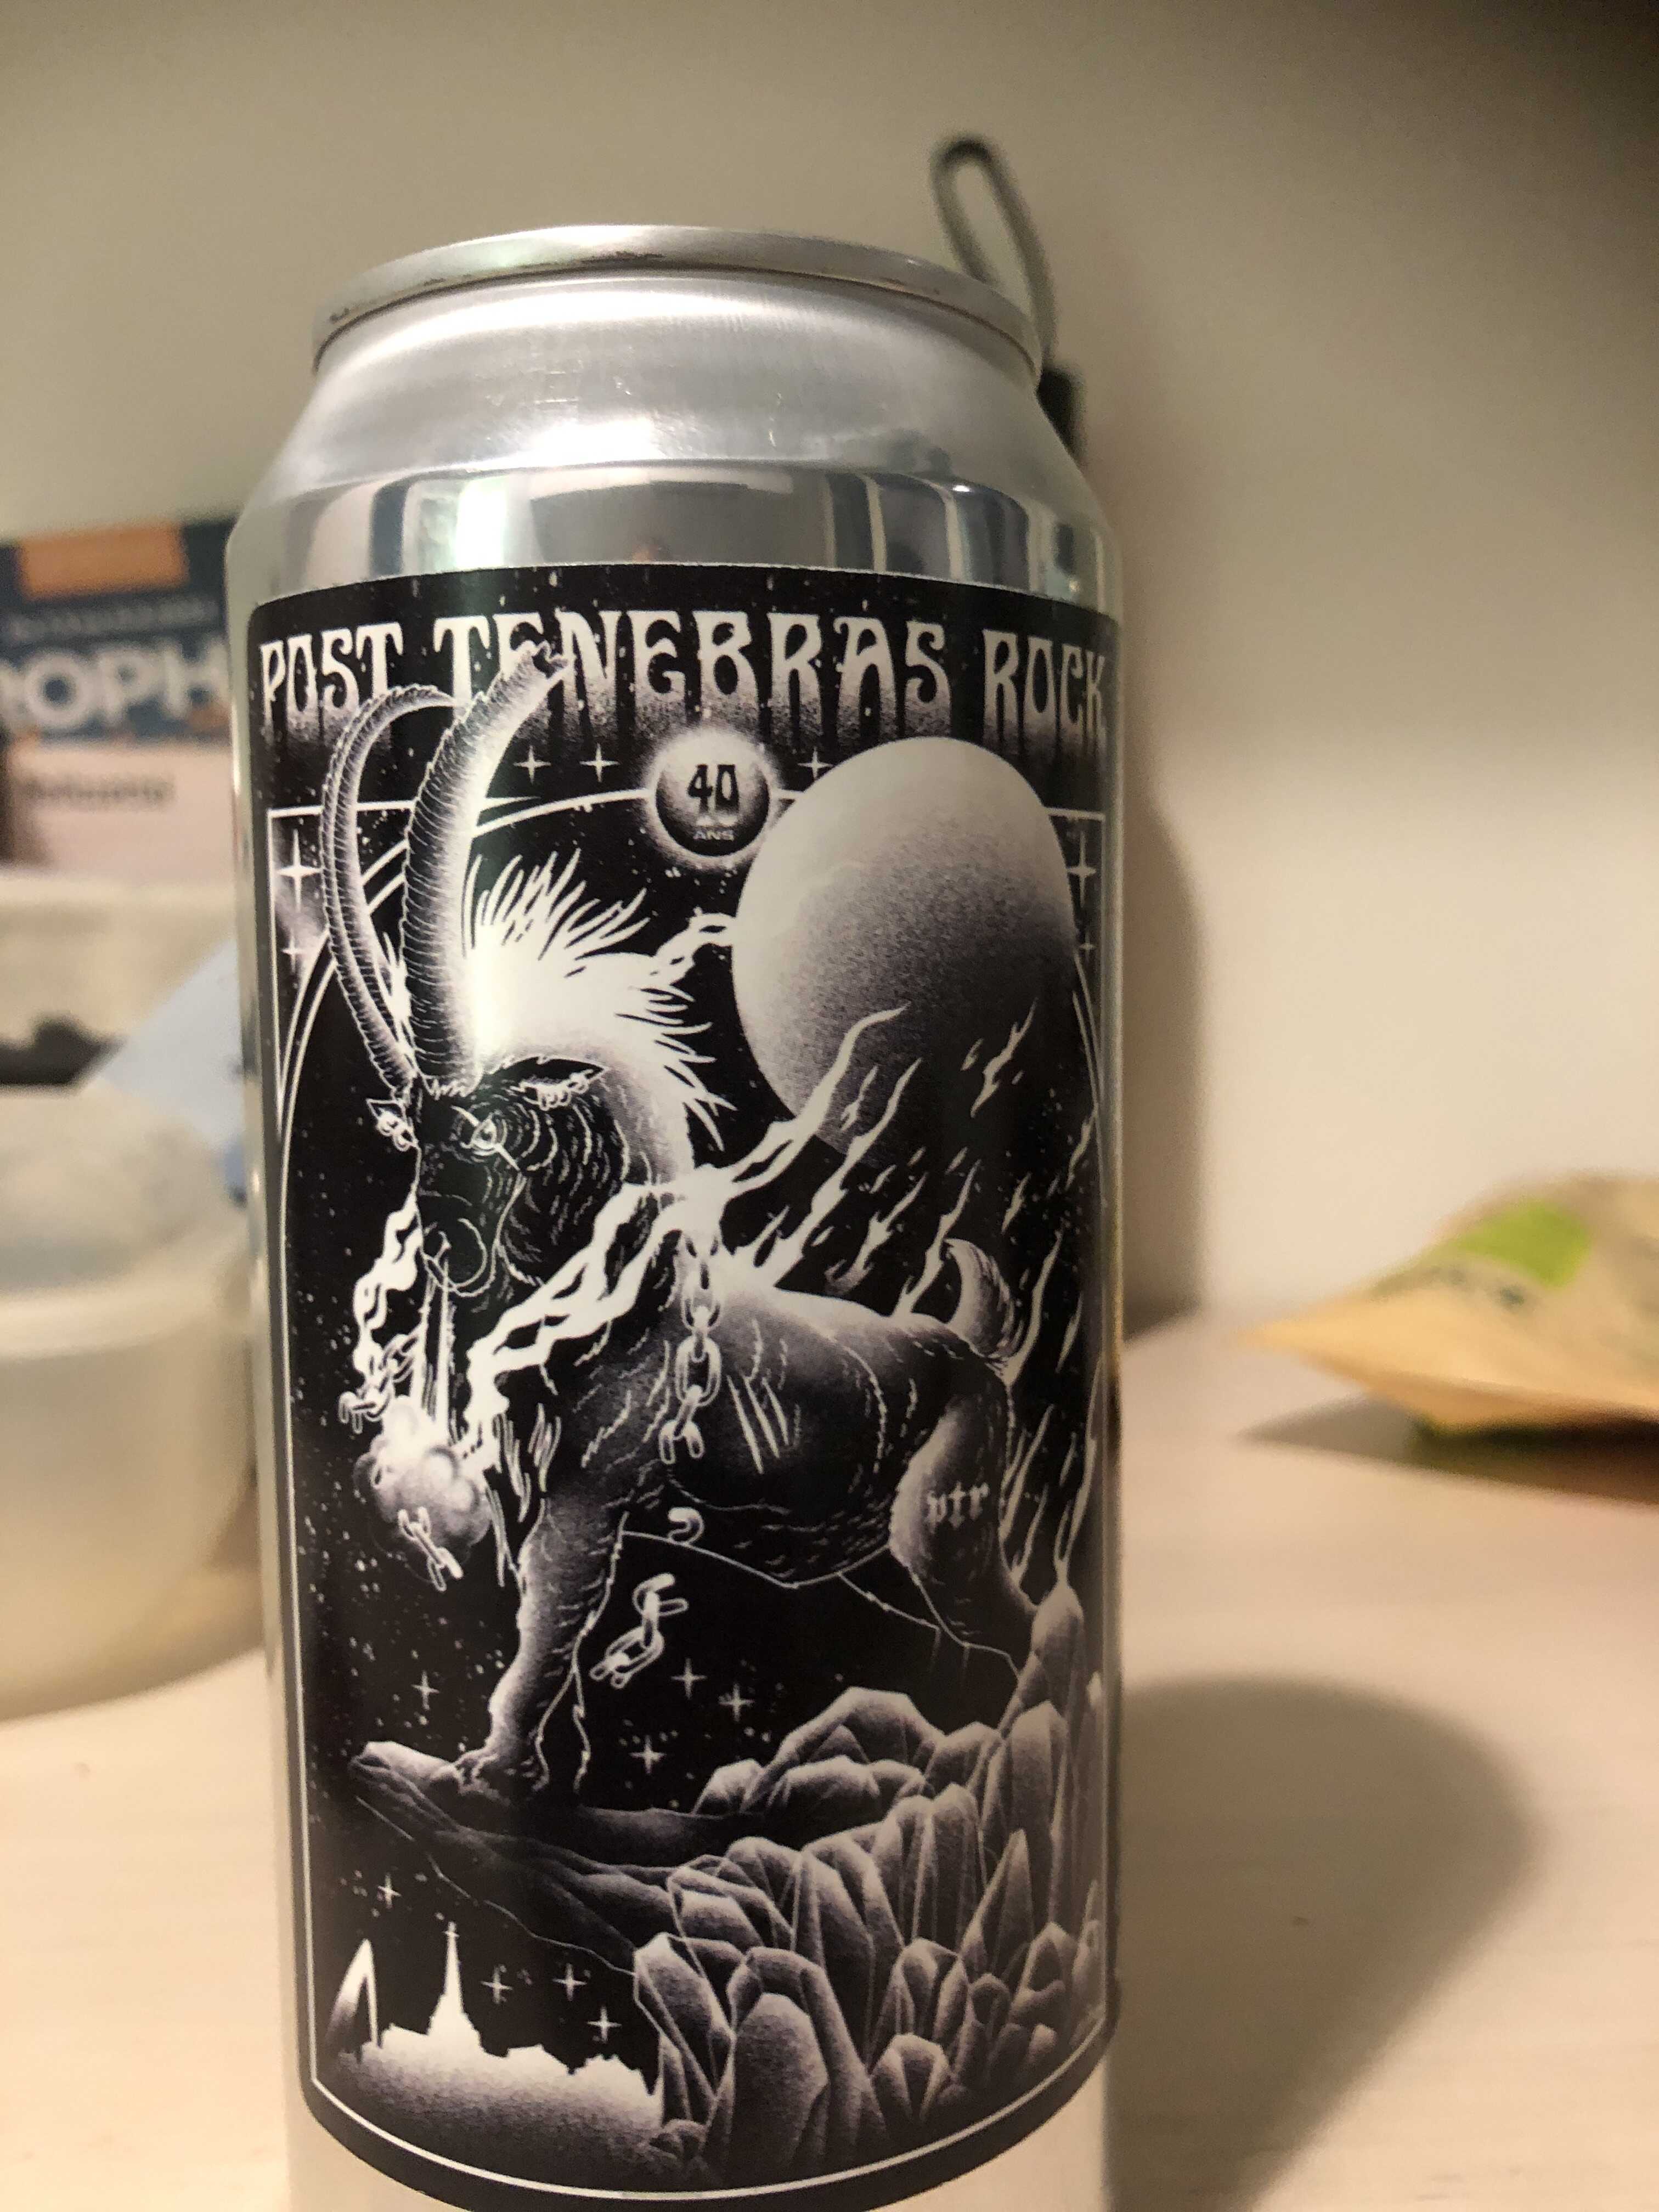 POST TENEBRAS ROCK
40
ANS
ptr